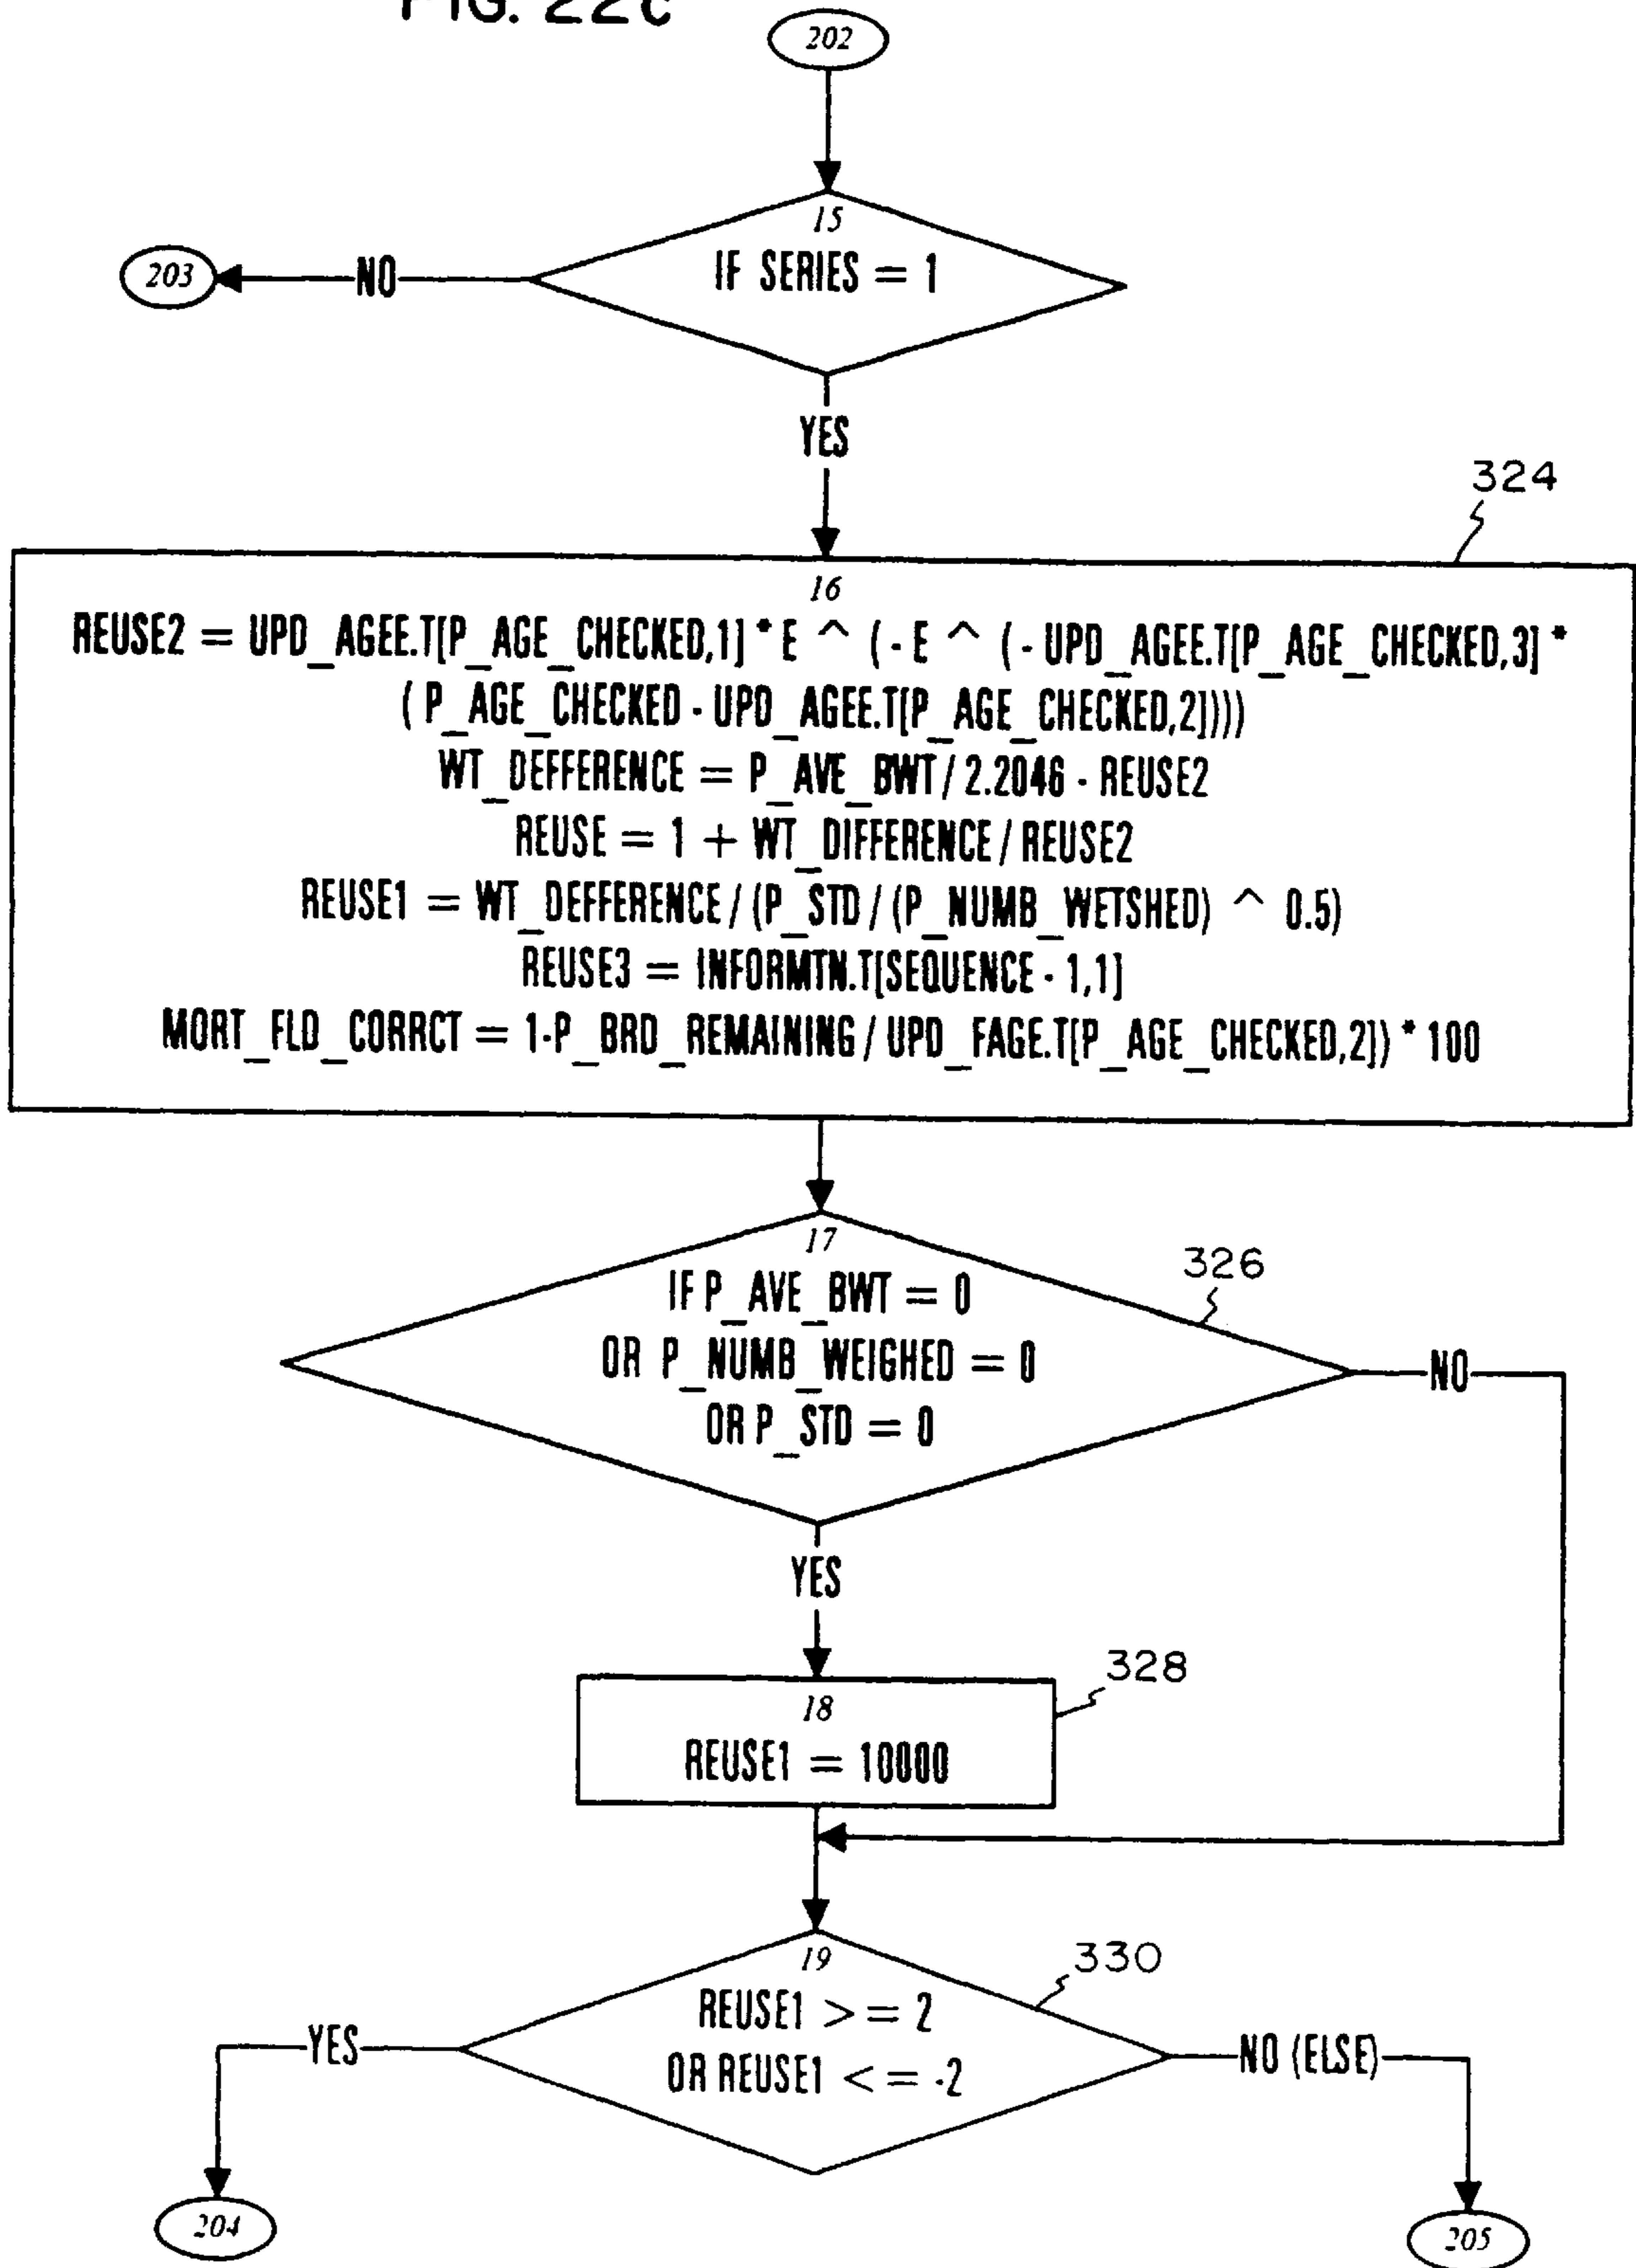 FIG. 22c
202
15
IF SERIES = 1
203
NO
YES
324
16
REUSE2 = UPD_AGEE.T[P_AGE_CHECKED,1] * E ^ (- E ^ (- UPD_AGEE.T[P_AGE_CHECKED,3] *
( P_AGE_CHECKED - UPD_AGEE.T[P_AGE_CHECKED,2])))
WT_DEFFERENCE = P_AVE_BWT / 2.2046 - REUSE2
REUSE = 1 + WT_DIFFERENCE / REUSE2
REUSE1 = WT_DEFFERENCE / (P_STD / (P_NUMB_WETSHED) ^ 0.5)
REUSE3 = INFORMTN.T[SEQUENCE - 1,1]
MORT_FLD_CORRCT = 1-P_BRD_REMAINING / UPD_FAGE.T[P_AGE_CHECKED,2]) * 100
17
326
IF P_AVE_BWT = 0
OR P_NUMB_WEIGHED = 0
OR P_STD = 0
NO
YES
328
18
REUSE1 = 10000
19
330
REUSE1 > = 2
OR REUSE1 < = -2
YES
NO (ELSE)
204
205